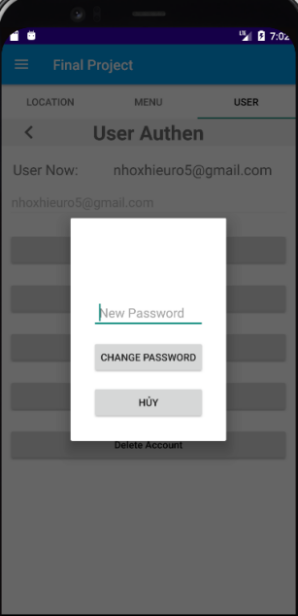 7:02
Final Project
LOCATION MENU USER
< User Authen
User Now: nhoxhieuro5@gmail.com
nhoxhieuro5@gmail.com
New Password
CHANGE PASSWORD
HỦY
Delete Account